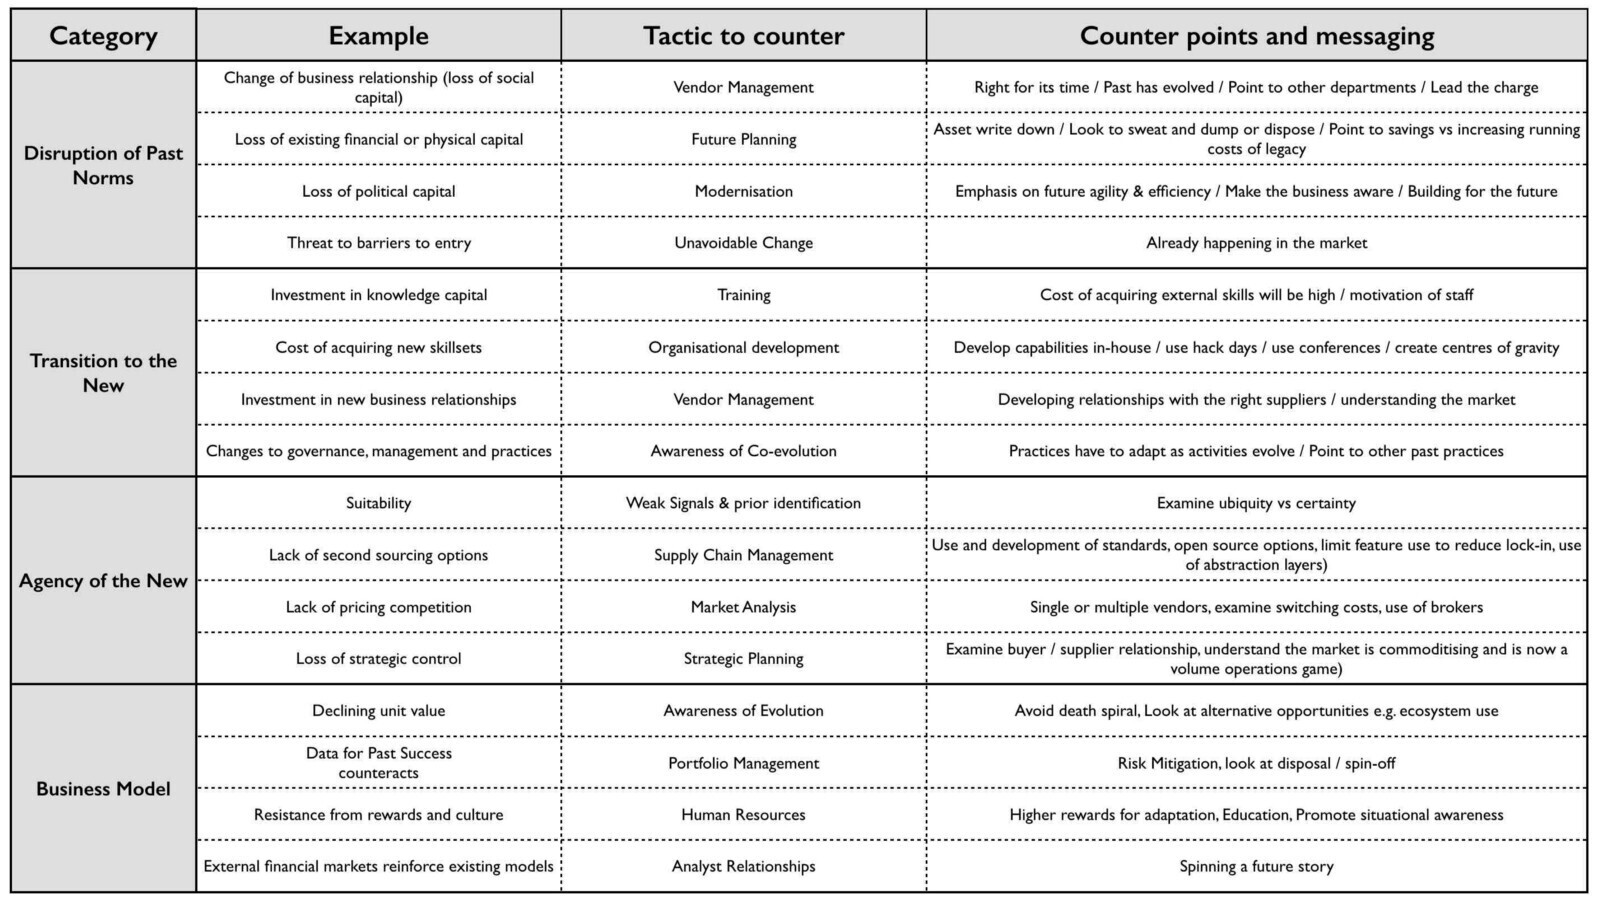 Category
Example
Tactic to counter
Counter points and messaging
Disruption of Past
Norms
Change of business relationship (loss of social
capital)
Vendor Management
Right for its time / Past has evolved / Point to other departments / Lead the charge
Loss of existing financial or physical capital
Future Planning
Asset write down / Look to sweat and dump or dispose / Point to savings vs increasing running
costs of legacy
Loss of political capital
Modernisation
Emphasis on future agility & efficiency / Make the business aware / Building for the future
Threat to barriers to entry
Unavoidable Change
Already happening in the market
Transition to the
New
Investment in knowledge capital
Training
Cost of acquiring external skills will be high / motivation of staff
Cost of acquiring new skillsets
Organisational development
Develop capabilities in-house / use hack days / use conferences / create centres of gravity
Investment in new business relationships
Vendor Management
Developing relationships with the right suppliers / understanding the market
Changes to governance, management and practices
Awareness of Co-evolution
Practices have to adapt as activities evolve / Point to other past practices
Agency of the New
Suitability
Weak Signals & prior identification
Examine ubiquity vs certainty
Lack of second sourcing options
Supply Chain Management
Use and development of standards, open source options, limit feature use to reduce lock-in, use
of abstraction layers)
Lack of pricing competition
Market Analysis
Single or multiple vendors, examine switching costs, use of brokers
Loss of strategic control
Strategic Planning
Examine buyer / supplier relationship, understand the market is commoditising and is now a
volume operations game)
Business Model
Declining unit value
Awareness of Evolution
Avoid death spiral, Look at alternative opportunities e.g. ecosystem use
Data for Past Success
counteracts
Portfolio Management
Risk Mitigation, look at disposal / spin-off
Resistance from rewards and culture
Human Resources
Higher rewards for adaptation, Education, Promote situational awareness
External financial markets reinforce existing models
Analyst Relationships
Spinning a future story